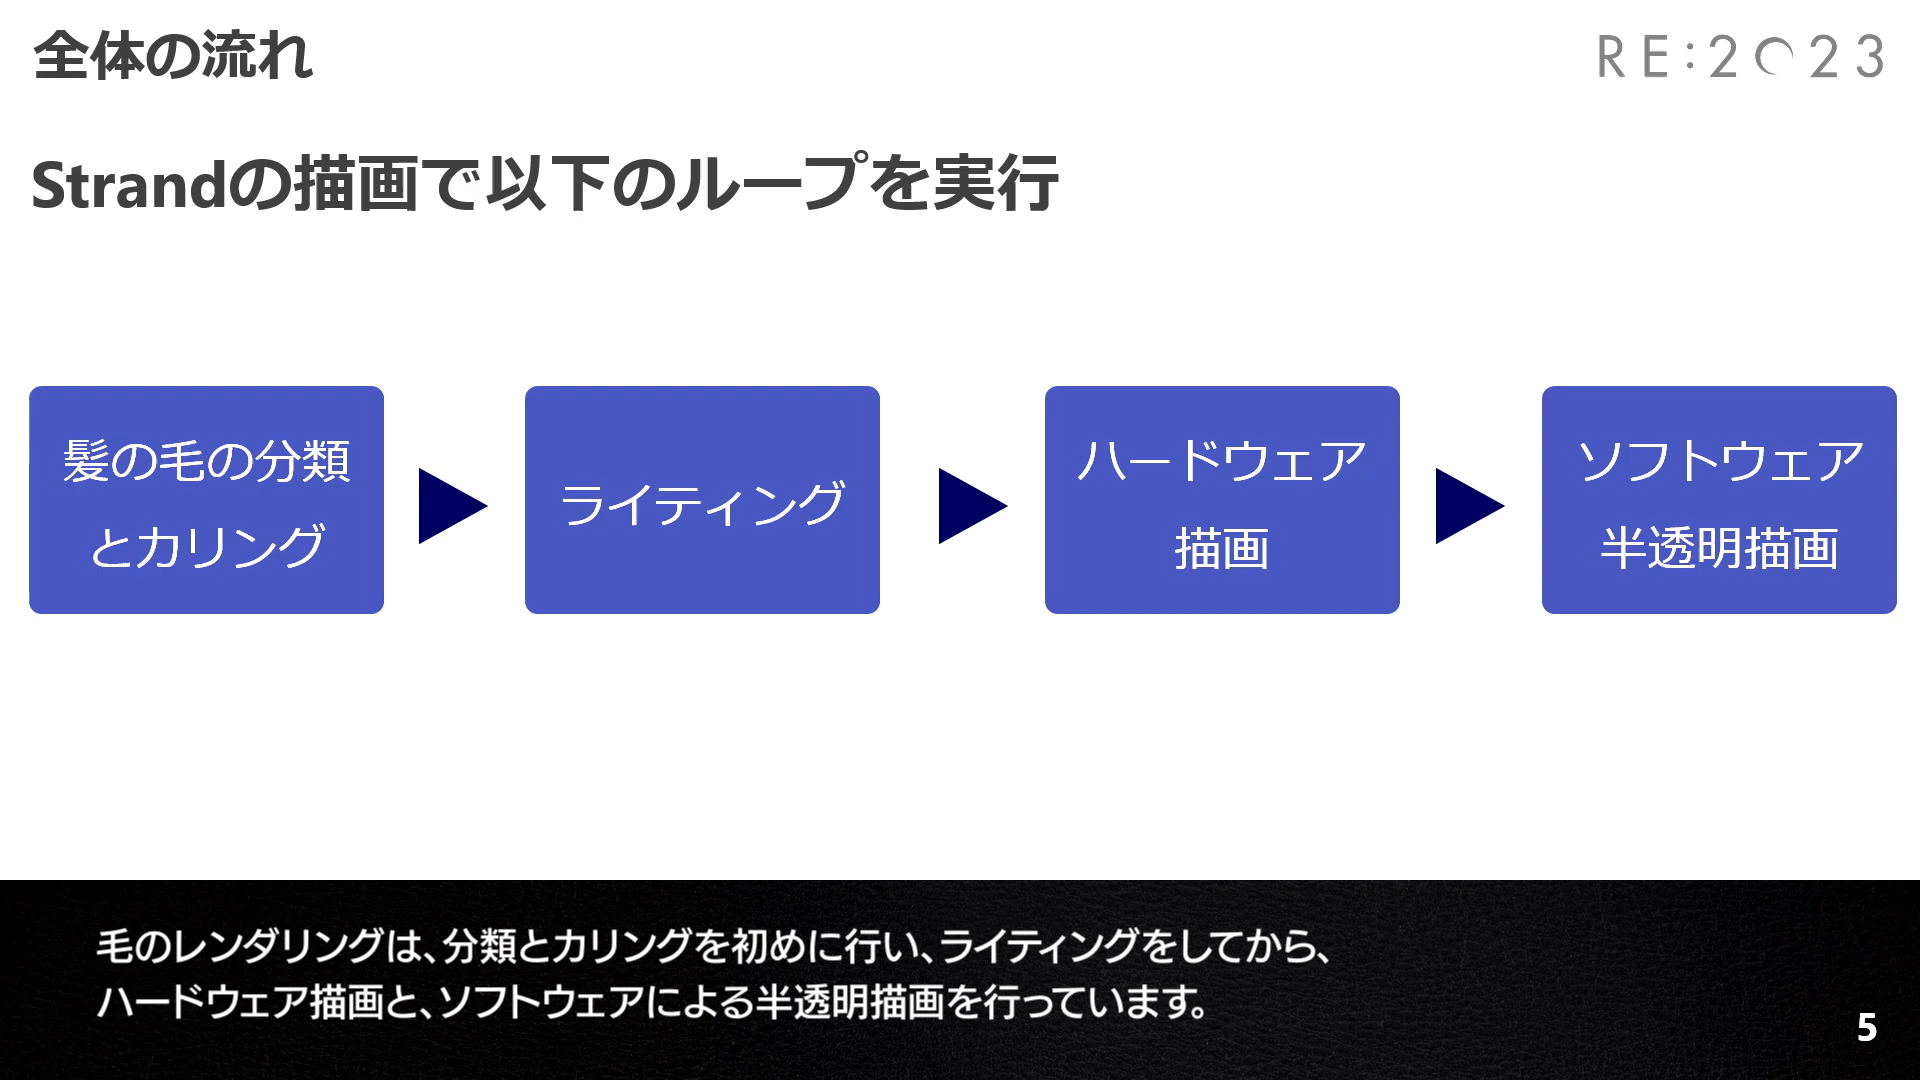 全体の流れ
RE:2023
Strandの描画で以下のループを実行
髪の毛の分類
とカリング
ライティング
ハードウェア
描画
ソフトウェア
半透明描画
毛のレンダリングは、分類とカリングを初めに行い、ライティングをしてから、
ハードウェア描画と、ソフトウェアによる半透明描画を行っています。
5